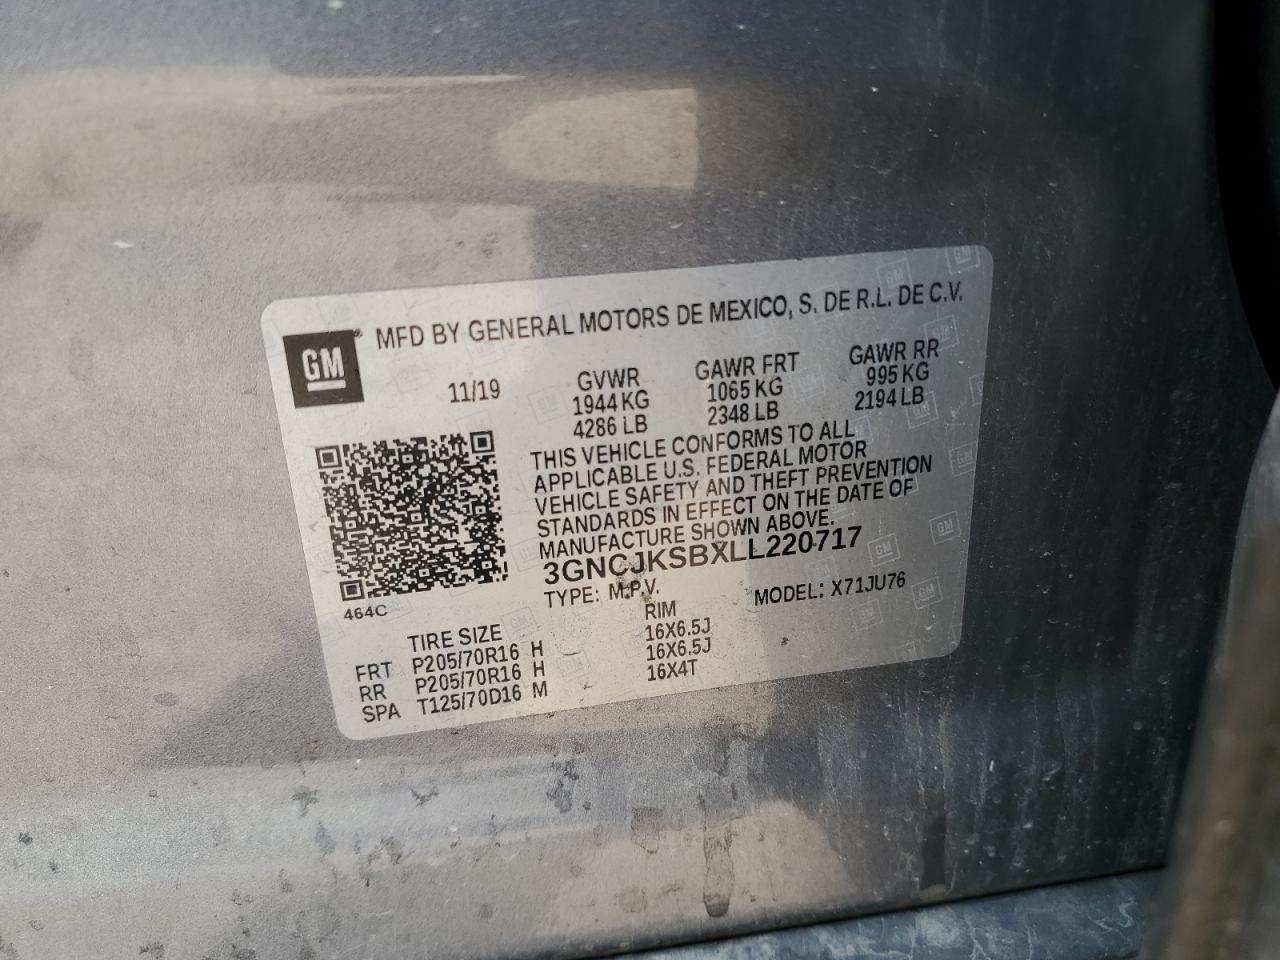 MFD BY GENERAL MOTORS DE MEXICO, S. DE R.L. DE C.V.
GM
11/19
GVWR GAWR FRT GAWR RR
1944 KG 1065 KG 995 KG
4286 LB 2348 LB 2194 LB
THIS VEHICLE CONFORMS TO ALL
APPLICABLE U.S. FEDERAL MOTOR
VEHICLE SAFETY AND THEFT PREVENTION
STANDARDS IN EFFECT ON THE DATE OF
MANUFACTURE SHOWN ABOVE.
3GNCJKSBXLL220717
TYPE: M.P.V. MODEL: X71JU76
464C
TIRE SIZE RIM
FRT P205/70R16 H 16X6.5J
RR P205/70R16 H 16X6.5J
SPA T125/70D16 M 16X4T